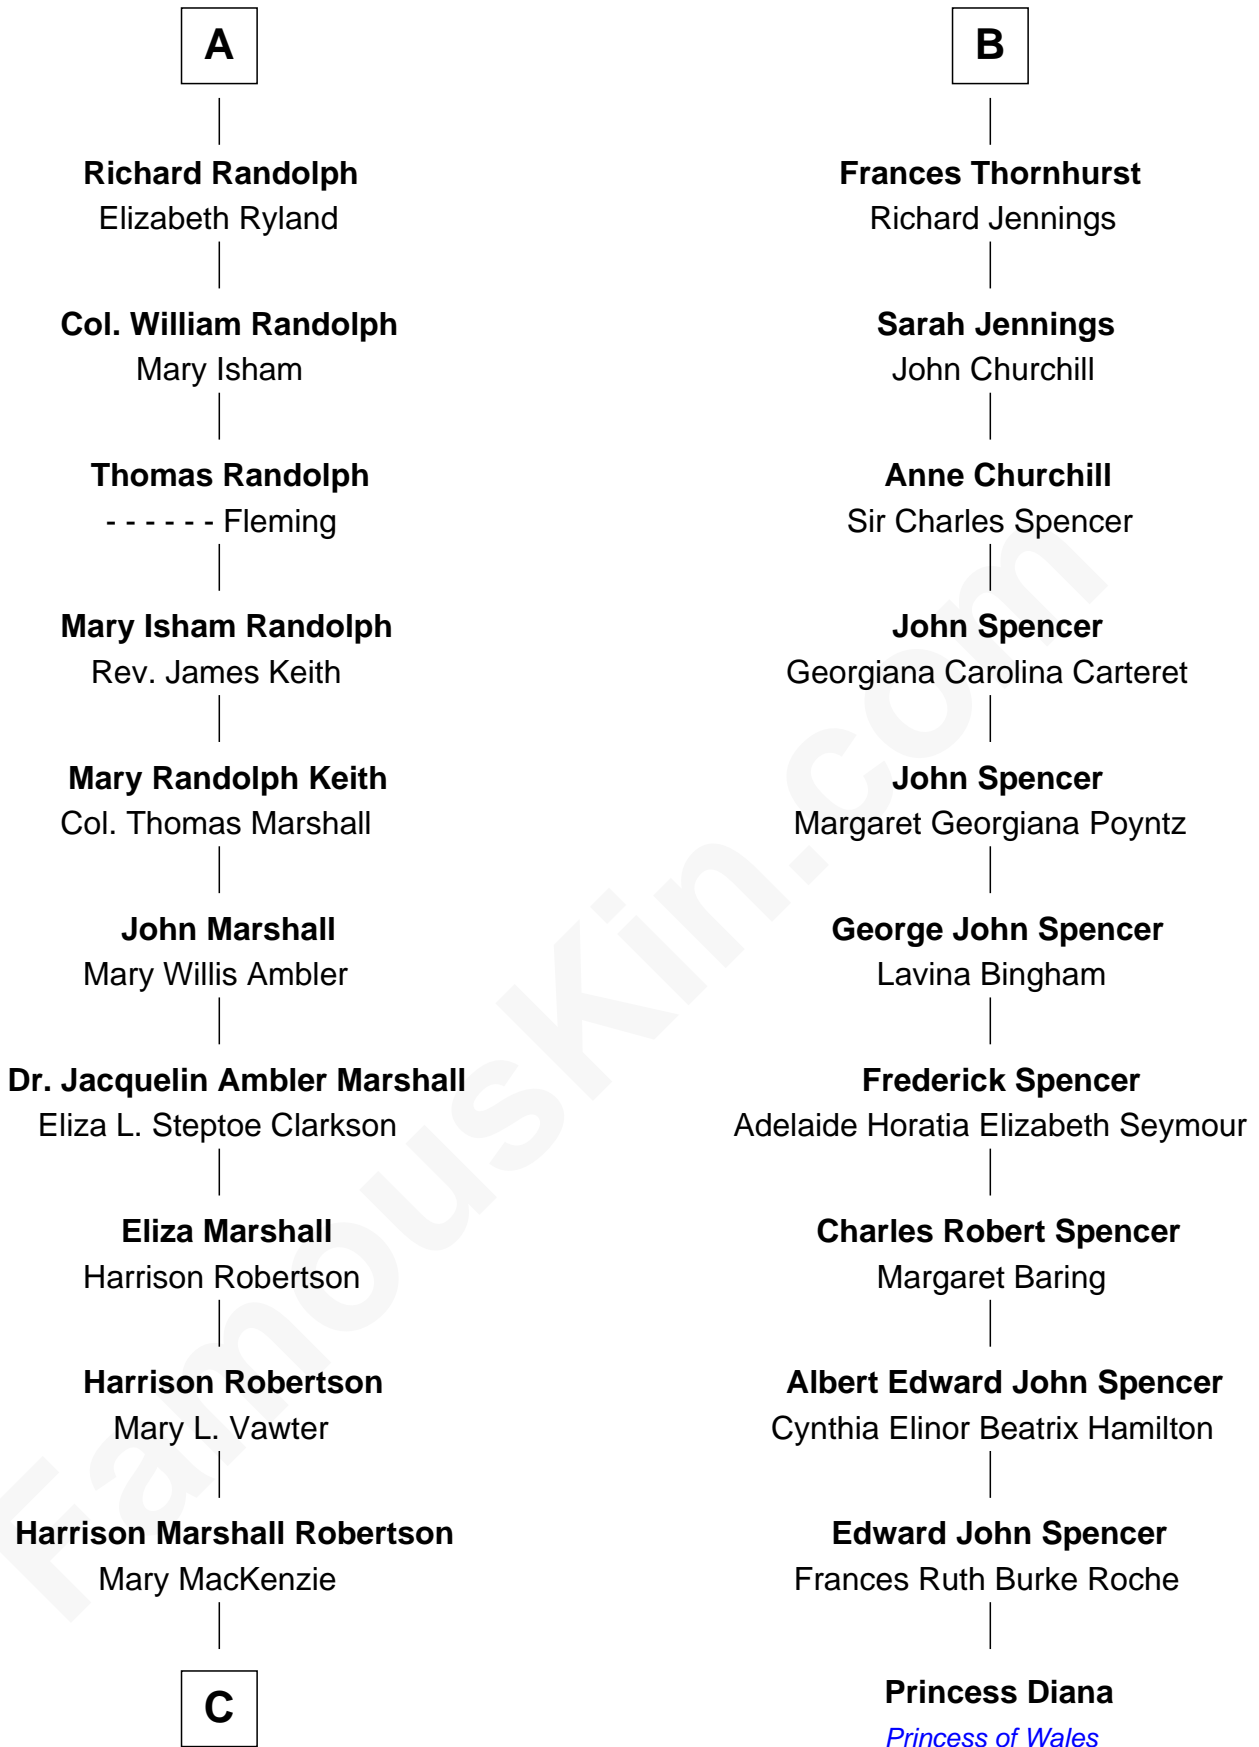 A
Richard Randolph
Elizabeth Ryland
Col. William Randolph
Mary Isham
Thomas Randolph
- - - - - - Fleming
Mary Isham Randolph
Rev. James Keith
Mary Randolph Keith
Col. Thomas Marshall
John Marshall
Mary Willis Ambler
Dr. Jacquelin Ambler Marshall
Eliza L. Steptoe Clarkson
Eliza Marshall
Harrison Robertson
Harrison Robertson
Mary L. Vawter
Harrison Marshall Robertson
Mary MacKenzie
C
B
Frances Thornhurst
Richard Jennings
Sarah Jennings
John Churchill
Anne Churchill
Sir Charles Spencer
John Spencer
Georgiana Carolina Carteret
John Spencer
Margaret Georgiana Poyntz
George John Spencer
Lavina Bingham
Frederick Spencer
Adelaide Horatia Elizabeth Seymour
Charles Robert Spencer
Margaret Baring
Albert Edward John Spencer
Cynthia Elinor Beatrix Hamilton
Edward John Spencer
Frances Ruth Burke Roche
Princess Diana
Princess of Wales
FamousKin.com